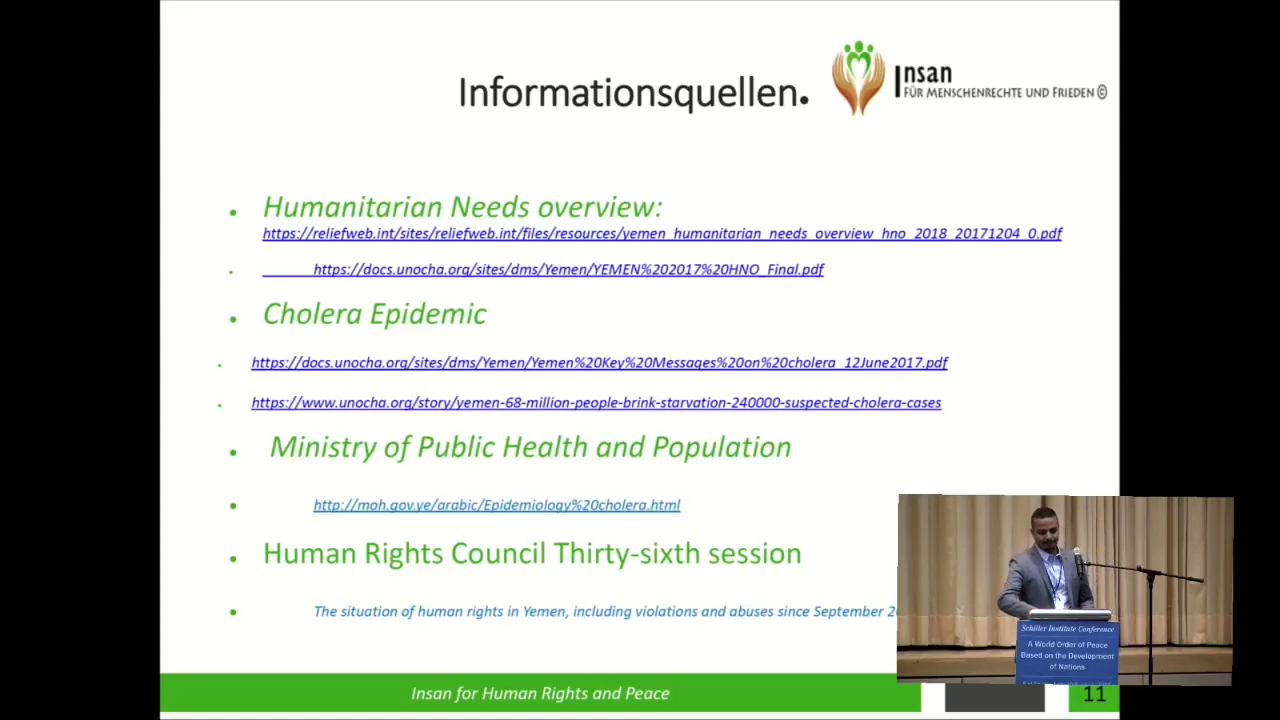 Informationsquellen.
Insan
FÜR MENSCHENRECHTE UND FRIEDEN ©
Humanitarian Needs overview:
https://reliefweb.int/sites/reliefweb.int/files/resources/yemen_humanitarian_needs_overview_hno_2018_20171204_0.pdf
https://docs.unocha.org/sites/dms/Yemen/YEMEN%202017%20HNO_Final.pdf
Cholera Epidemic
https://docs.unocha.org/sites/dms/Yemen/Yemen%20Key%20Messages%20on%20cholera_12June2017.pdf
https://www.unocha.org/story/yemen-68-million-people-brink-starvation-240000-suspected-cholera-cases
Ministry of Public Health and Population
http://moh.gov.ye/arabic/Epidemiology%20cholera.html
Human Rights Council Thirty-sixth session
The situation of human rights in Yemen, including violations and abuses since September
Schiller Institute Conference
A World Order of Peace
Based on the Development
of Nations
Insan for Human Rights and Peace
11